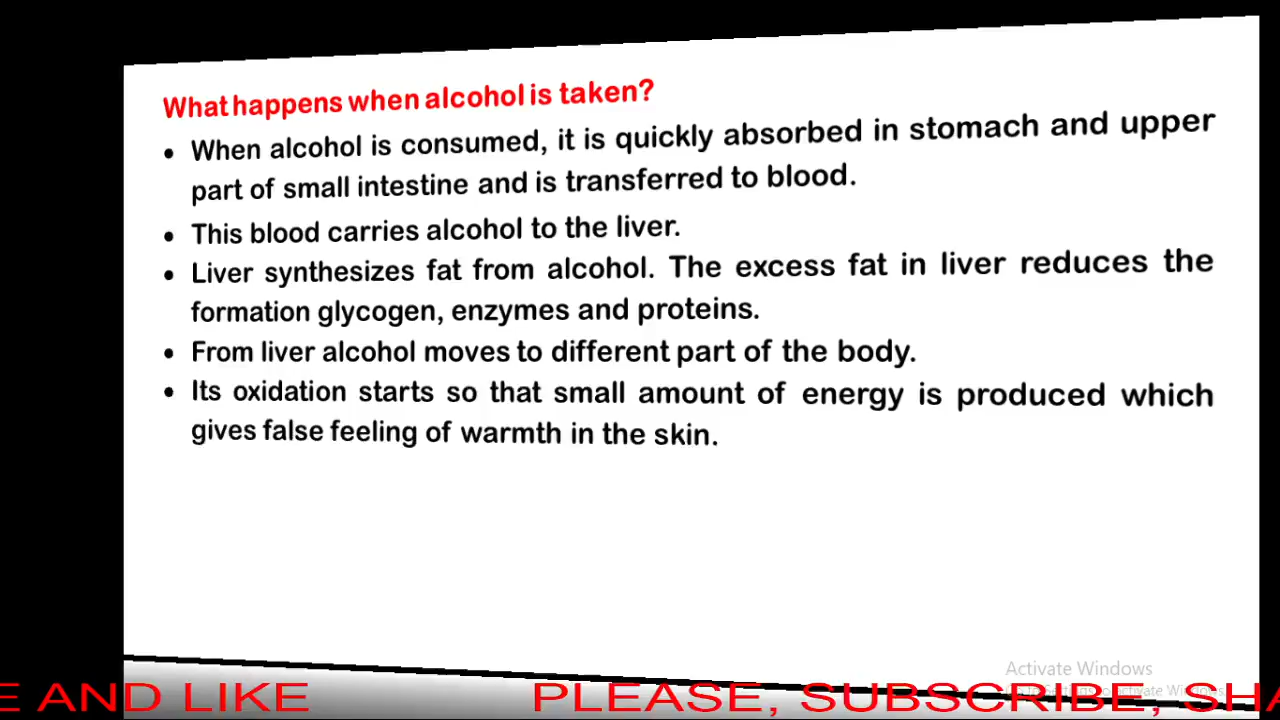 What happens when alcohol is taken?
• When alcohol is consumed, it is quickly absorbed in stomach and upper
part of small intestine and is transferred to blood.
• This blood carries alcohol to the liver.
• Liver synthesizes fat from alcohol. The excess fat in liver reduces the
formation glycogen, enzymes and proteins.
• From liver alcohol moves to different part of the body.
• Its oxidation starts so that small amount of energy is produced which
gives false feeling of warmth in the skin.
Activate Windows
to activate Windows.
E AND LIKE PLEASE, SUBSCRIBE, SHA